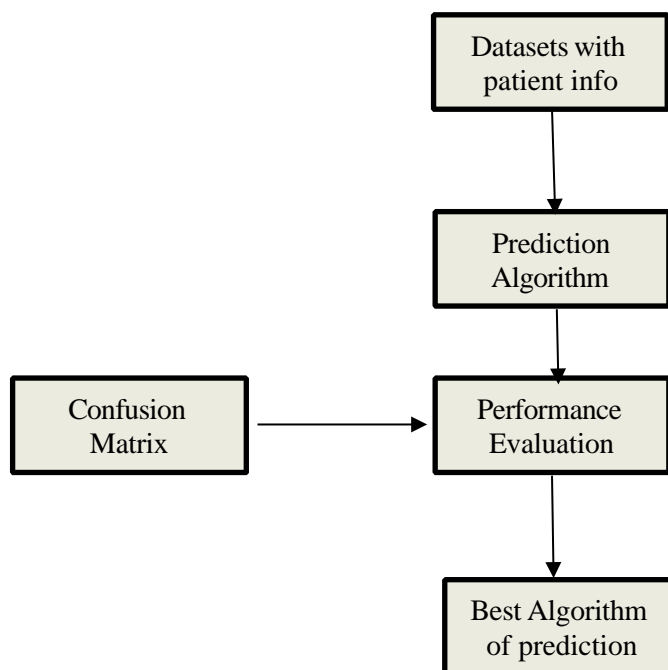 Datasets with
patient info
Prediction
Algorithm
Confusion
Matrix
Performance
Evaluation
Best Algorithm
of prediction